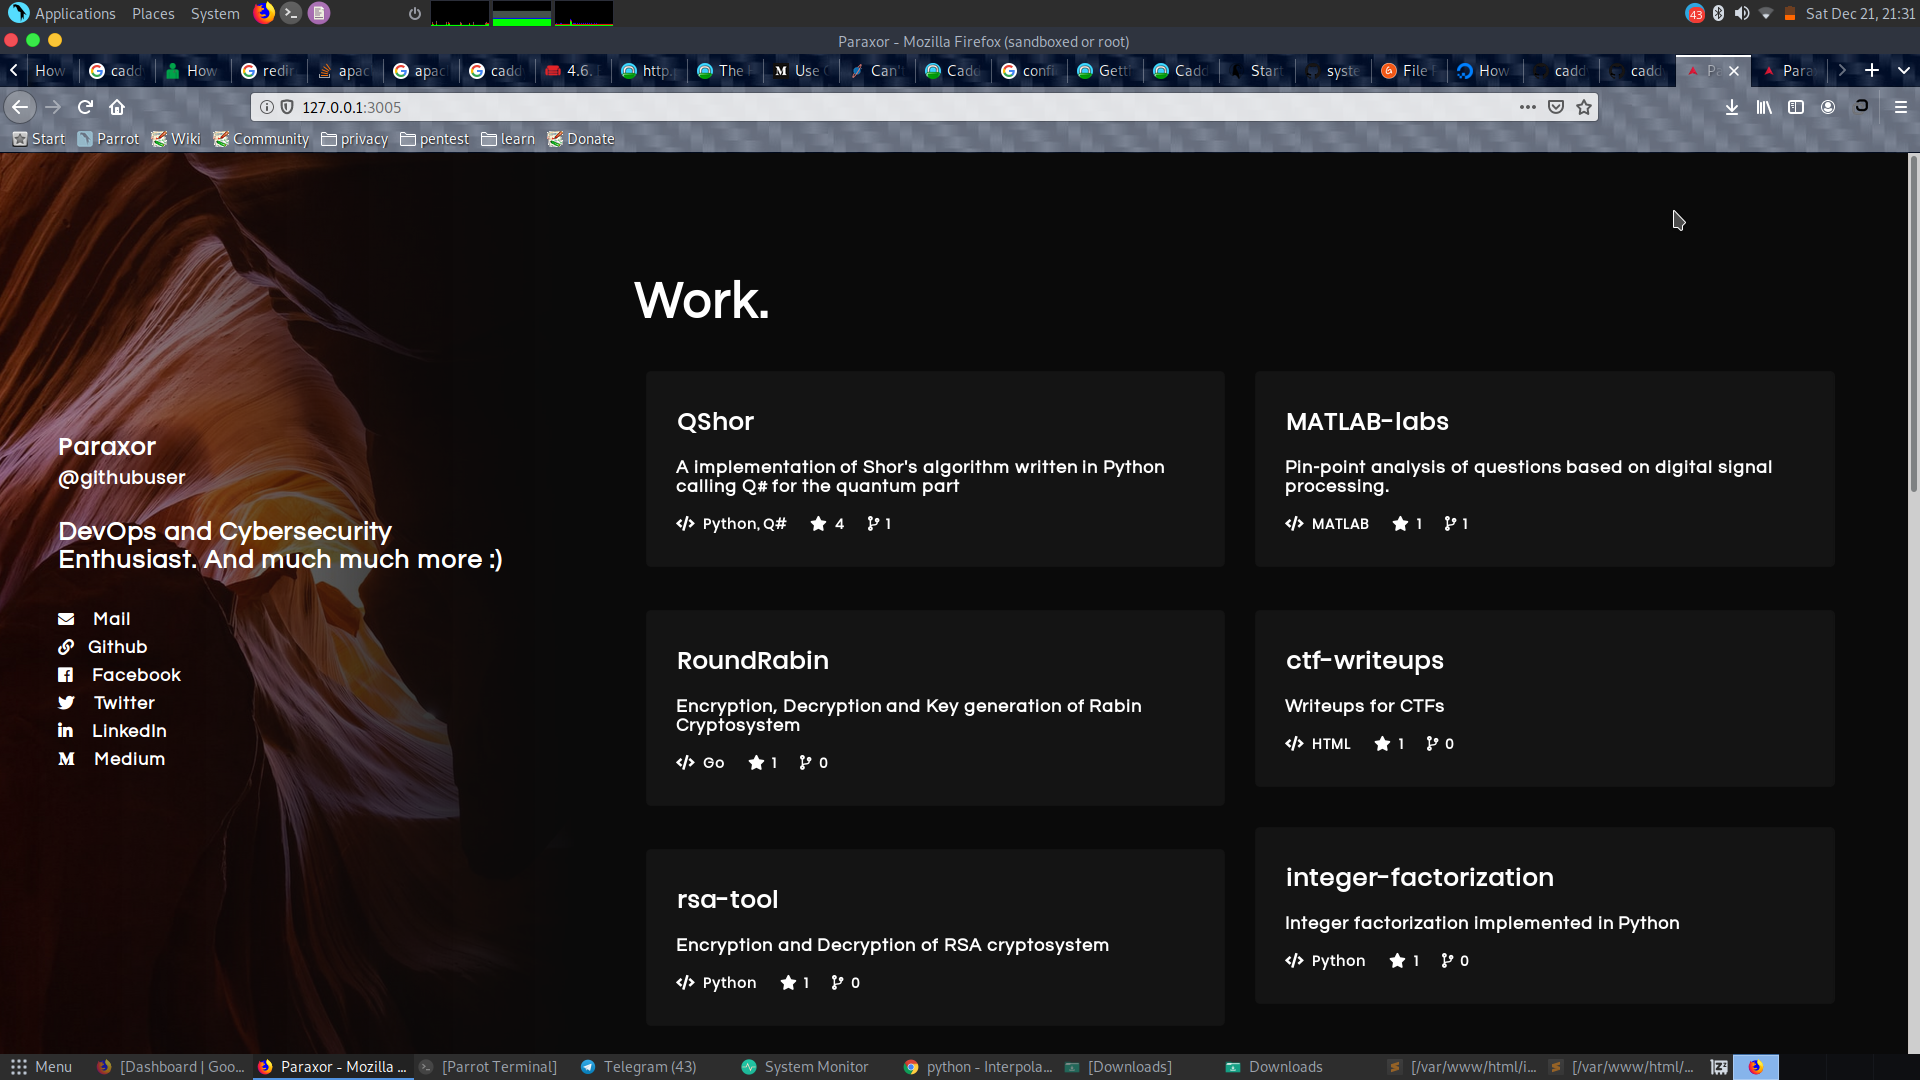 Applications Places System
43
Sat Dec 21, 21:31
Paraxor - Mozilla Firefox (sandboxed or root)
How cadd How redir apac apac cadd 4.6. http. The Use Can't Cadd confi Gett Cadd Start syste File How cadd cadd Pa Para
127.0.0.1:3005
Start Parrot Wiki Community privacy pentest learn Donate
Paraxor
@githubuser
DevOps and Cybersecurity
Enthusiast. And much much more :)
Mail
Github
Facebook
Twitter
LinkedIn
Medium
Work.
QShor
A implementation of Shor's algorithm written in Python
calling Q# for the quantum part
Python, Q# 4 1
MATLAB-labs
Pin-point analysis of questions based on digital signal
processing.
MATLAB 1 1
RoundRabin
Encryption, Decryption and Key generation of Rabin
Cryptosystem
Go 1 0
ctf-writeups
Writeups for CTFs
HTML 1 0
rsa-tool
Encryption and Decryption of RSA cryptosystem
Python 1 0
integer-factorization
Integer factorization implemented in Python
Python 1 0
Menu [Dashboard | Goo... Paraxor - Mozilla ... [Parrot Terminal] Telegram (43) System Monitor python - Interpola... [Downloads] Downloads [/var/www/html/i... [/var/www/html/...